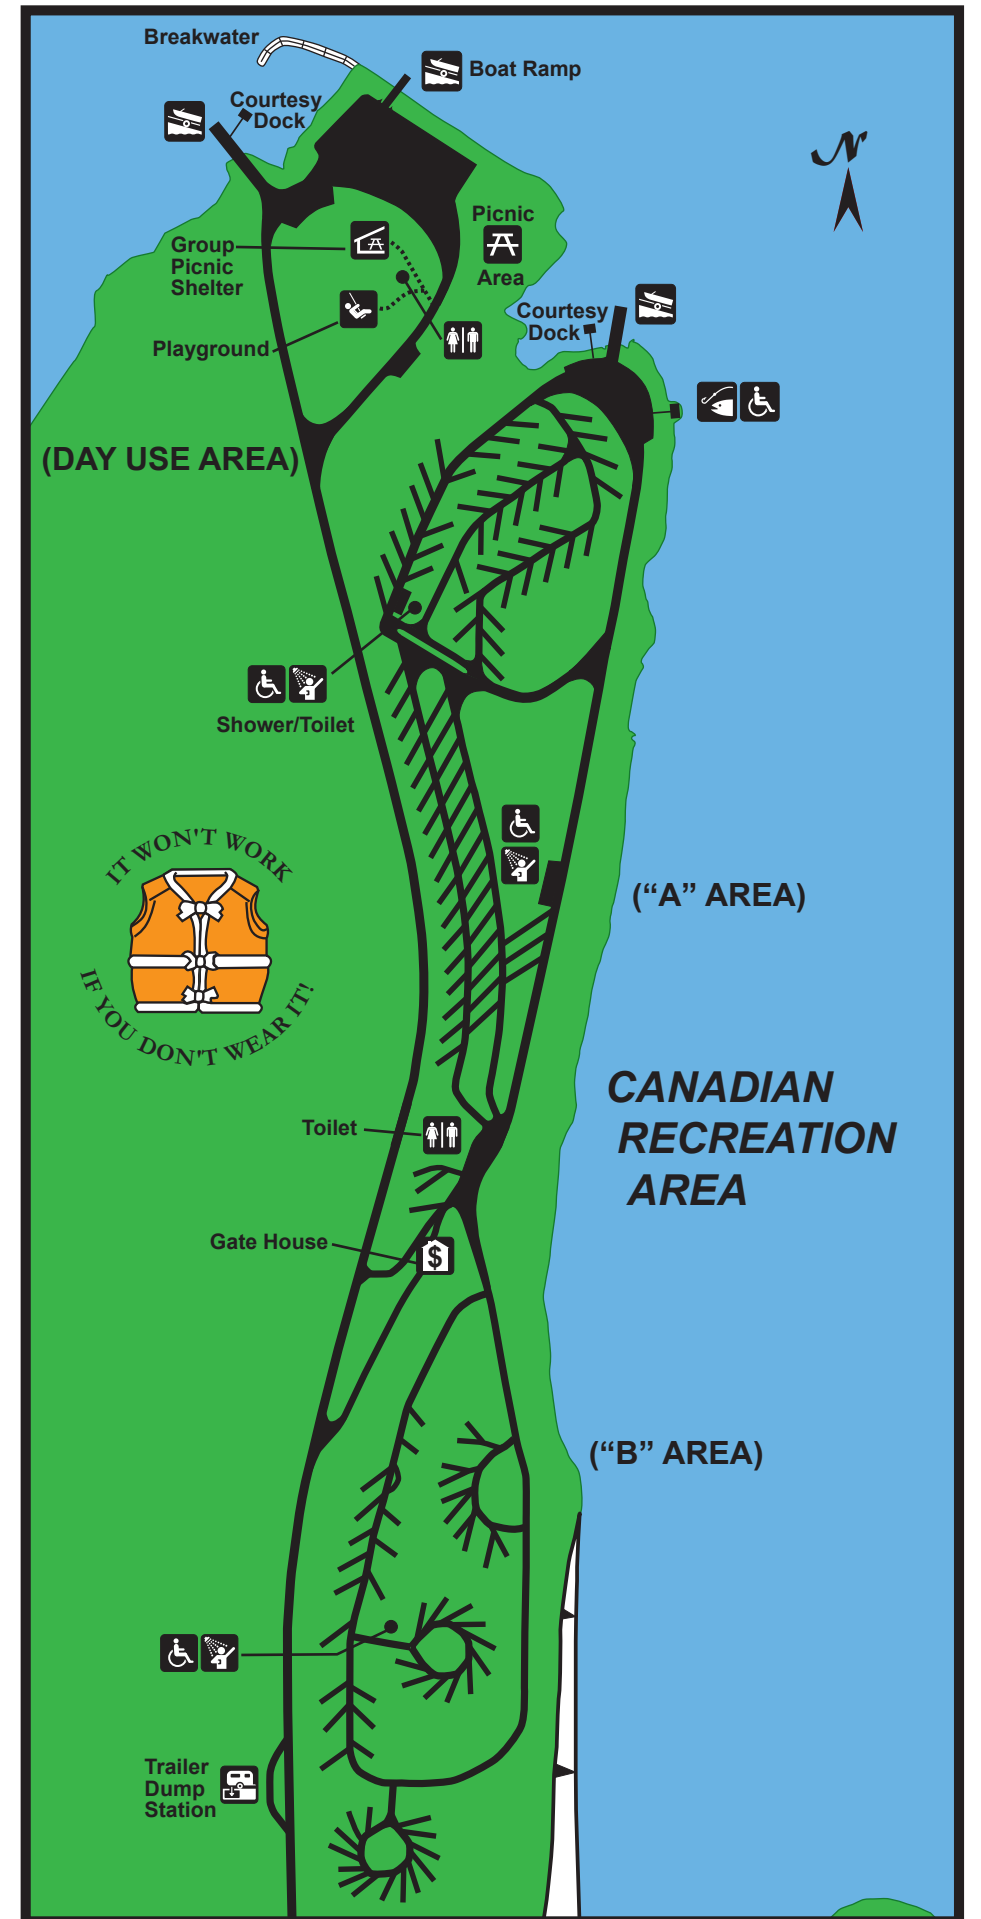 Breakwater
Boat Ramp
Courtesy
Dock
N
Picnic
Area
Group
Picnic
Shelter
Courtesy
Dock
Playground
(DAY USE AREA)
Shower/Toilet
IT WON'T WORK
IF YOU DON'T WEAR IT!
(“A” AREA)
CANADIAN
RECREATION
AREA
Toilet
Gate House
$
(“B” AREA)
Trailer
Dump
Station